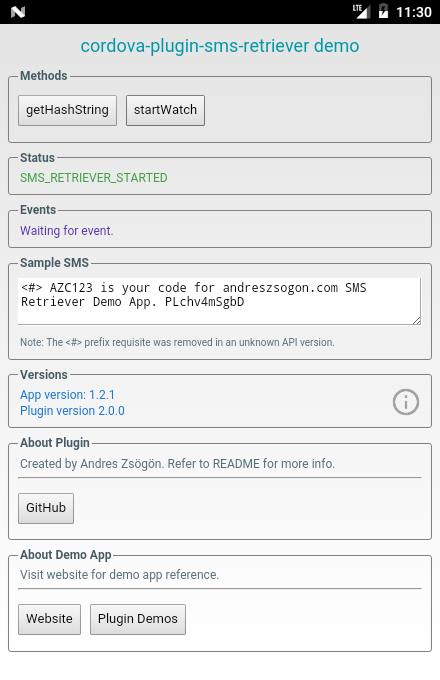 LTE 11:30
cordova-plugin-sms-retriever demo
Methods
getHashString startWatch
Status
SMS_RETRIEVER_STARTED
Events
Waiting for event.
Sample SMS
<#> AZC123 is your code for andreszsogon.com SMS
Retriever Demo App. PLchv4mSgbD
Note: The <#> prefix requisite was removed in an unknown API version.
Versions
App version: 1.2.1
Plugin version 2.0.0
About Plugin
Created by Andres Zsögön. Refer to README for more info.
GitHub
About Demo App
Visit website for demo app reference.
Website Plugin Demos